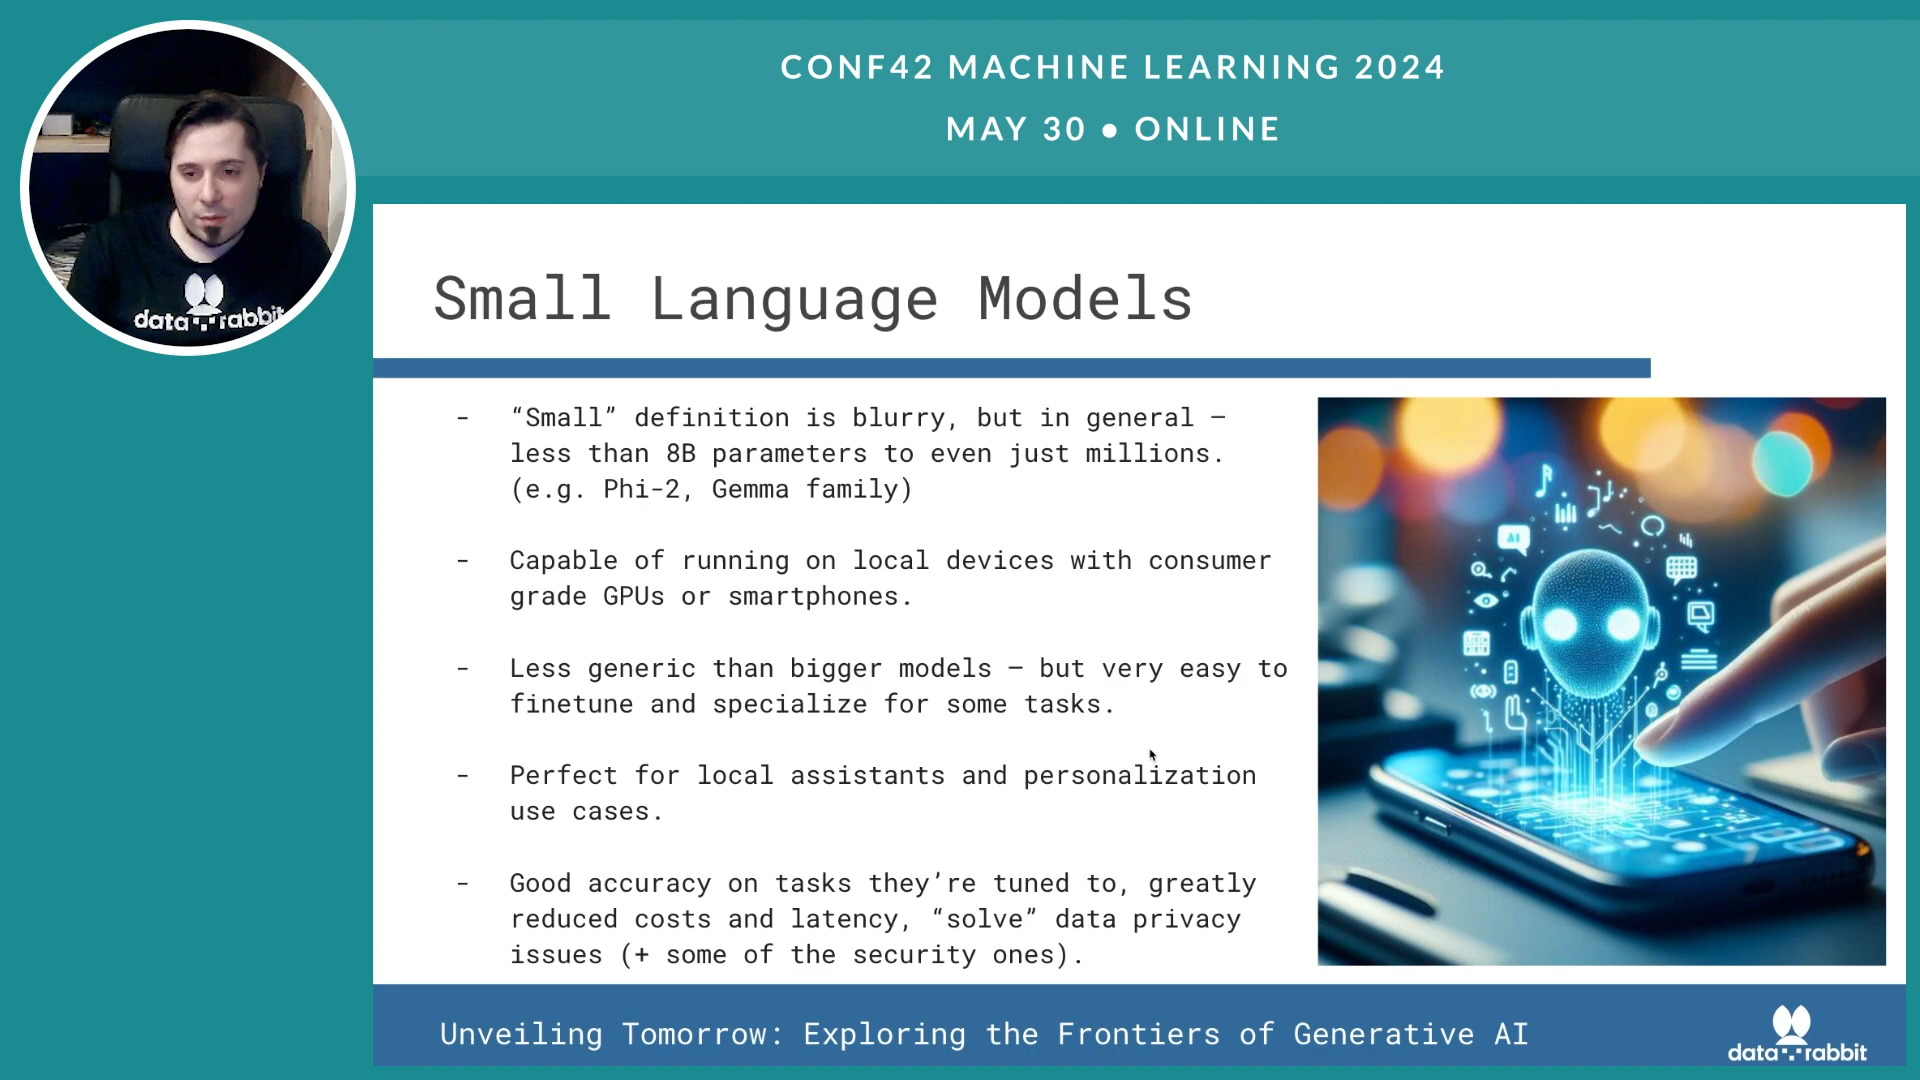 CONF42 MACHINE LEARNING 2024
MAY 30 • ONLINE
data rabbit
Small Language Models
- “Small” definition is blurry, but in general –
less than 8B parameters to even just millions.
(e.g. Phi-2, Gemma family)
- Capable of running on local devices with consumer
grade GPUs or smartphones.
- Less generic than bigger models – but very easy to
finetune and specialize for some tasks.
- Perfect for local assistants and personalization
use cases.
- Good accuracy on tasks they’re tuned to, greatly
reduced costs and latency, “solve” data privacy
issues (+ some of the security ones).
AI
Unveiling Tomorrow: Exploring the Frontiers of Generative AI
data rabbit